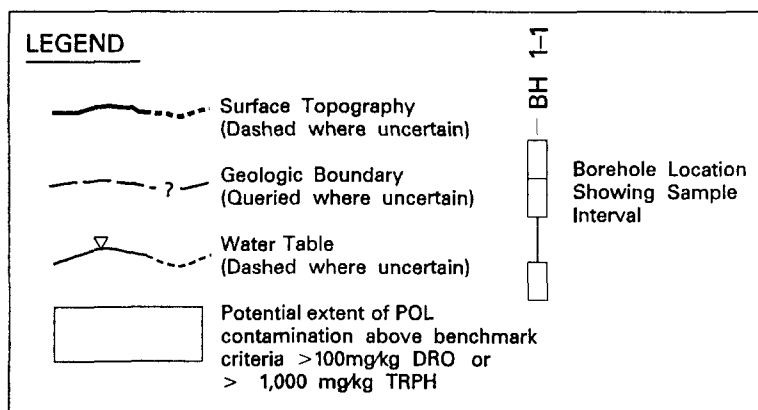 LEGEND
BH 1-1
Surface Topography
(Dashed where uncertain)
?
Geologic Boundary
(Queried where uncertain)
Water Table
(Dashed where uncertain)
Potential extent of POL
contamination above benchmark
criteria >100mg/kg DRO or
> 1,000 mg/kg TRPH
Borehole Location
Showing Sample
Interval